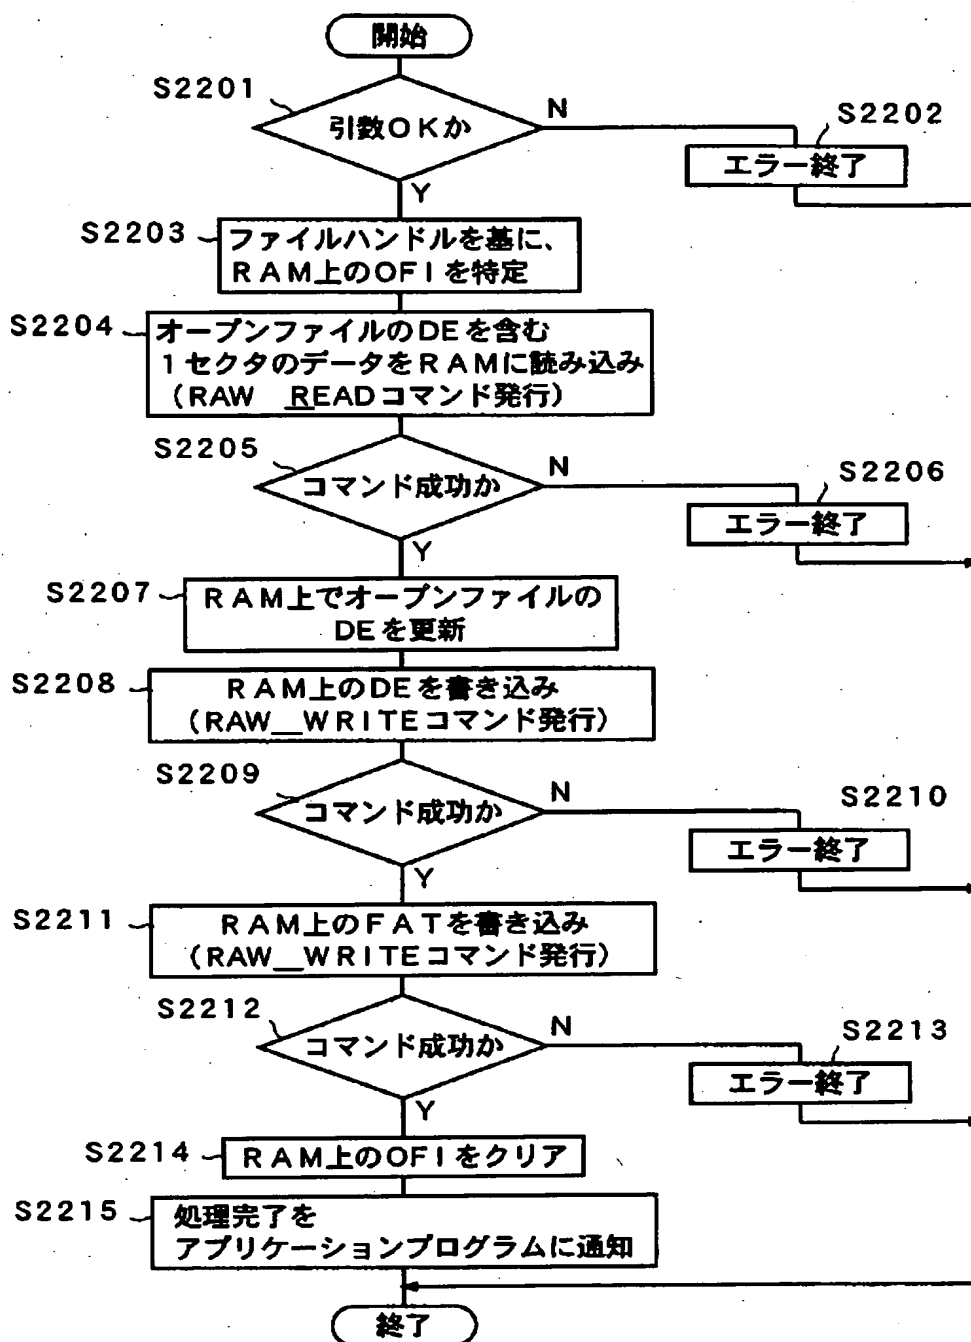 開始
S2201
引数OKか
N
S2202
エラー終了
Y
S2203
ファイルハンドルを基に、
RAM上のOFIを特定
S2204
オープンファイルのDEを含む
1セクタのデータをRAMに読み込み
(RAW__READコマンド発行)
S2205
コマンド成功か
N
S2206
エラー終了
Y
S2207
RAM上でオープンファイルの
DEを更新
S2208
RAM上のDEを書き込み
(RAW__WRITEコマンド発行)
S2209
コマンド成功か
N
S2210
エラー終了
Y
S2211
RAM上のFATを書き込み
(RAW__WRITEコマンド発行)
S2212
コマンド成功か
N
S2213
エラー終了
Y
S2214
RAM上のOFIをクリア
S2215
処理完了を
アプリケーションプログラムに通知
終了